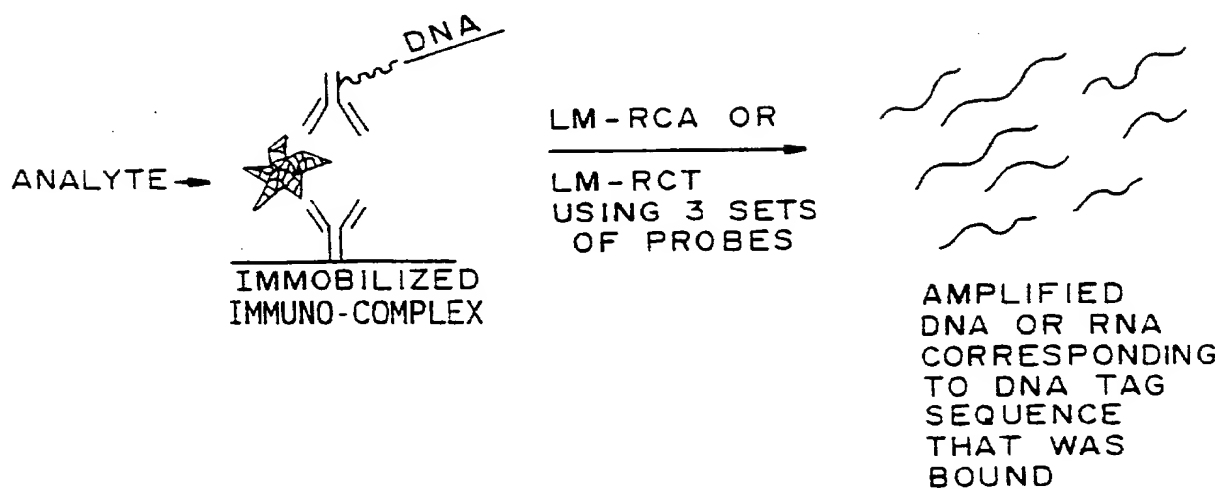 DNA
ANALYTE
IMMOBILIZED
IMMUNO-COMPLEX
LM-RCA OR
LM-RCT
USING 3 SETS
OF PROBES
AMPLIFIED
DNA OR RNA
CORRESPONDING
TO DNA TAG
SEQUENCE
THAT WAS
BOUND